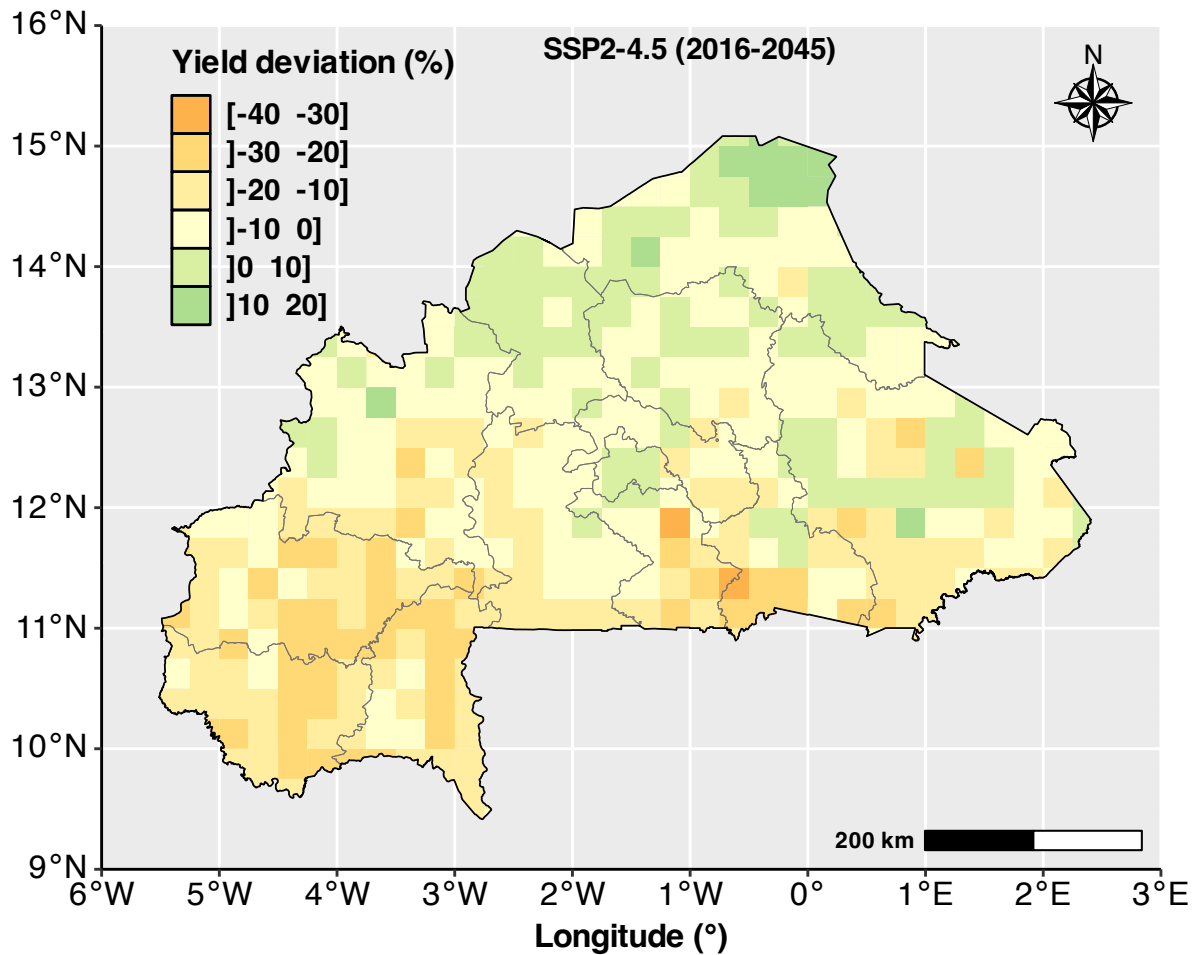 16°N
SSP2-4.5 (2016-2045)
Yield deviation (%)
N
[-40 -30]
]-30 -20]
]-20 -10]
]-10 0]
]0 10]
]10 20]
15°N
14°N
13°N
12°N
11°N
10°N
9°N
200 km
6°W 5°W 4°W 3°W 2°W 1°W 0° 1°E 2°E 3°E
Longitude (°)